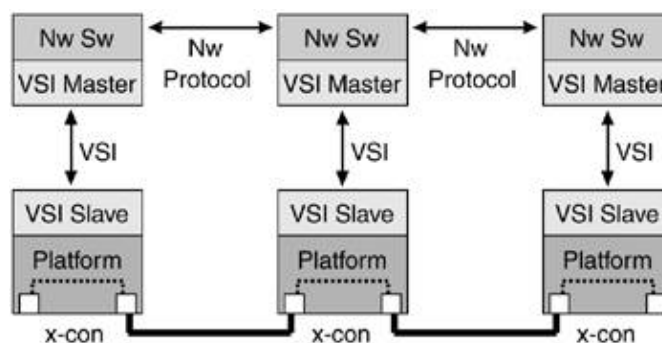 Nw Sw
Nw
Protocol
Nw Sw
Nw
Protocol
Nw Sw
VSI Master
VSI Master
VSI Master
VSI
VSI
VSI
VSI Slave
VSI Slave
VSI Slave
Platform
Platform
Platform
x-con
x-con
x-con